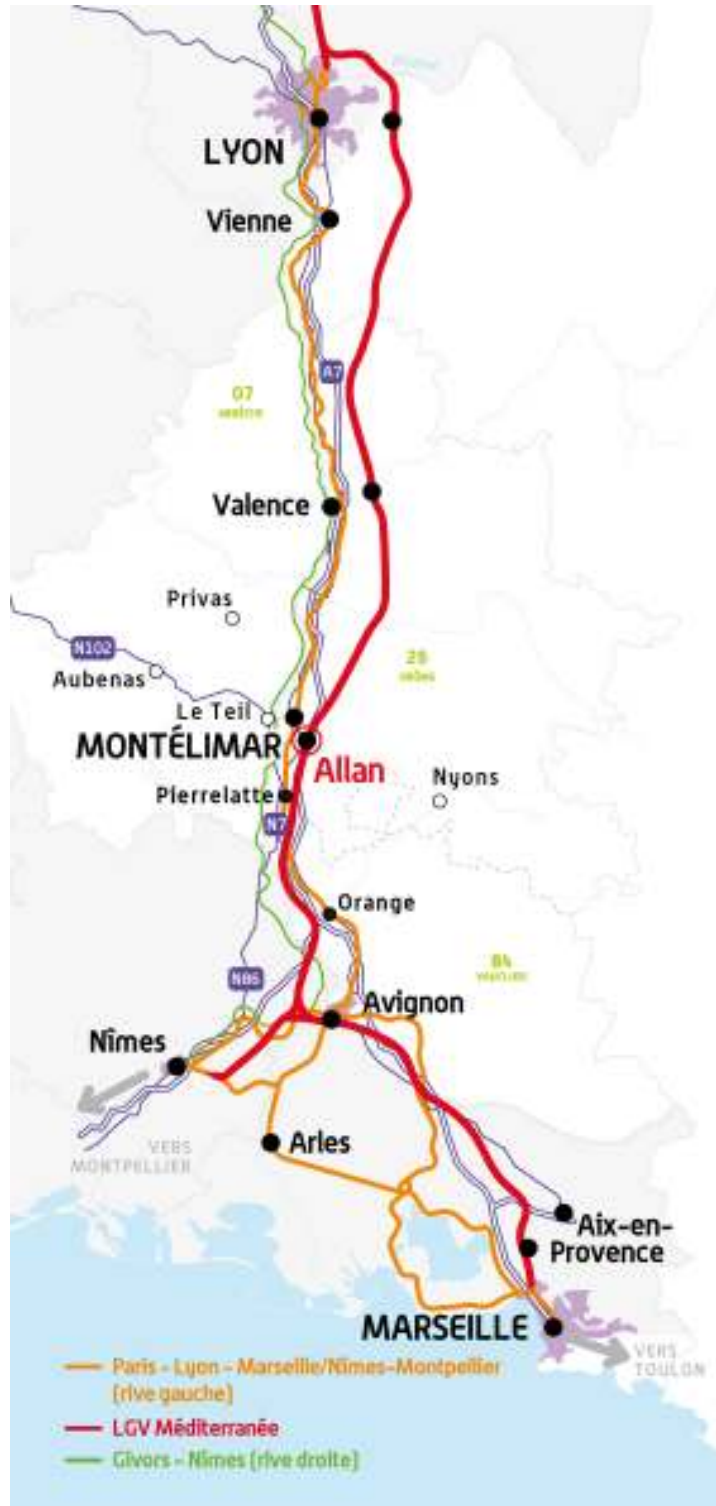 LYON
Vienne
A7
07
Valence
Privas
N102
Aubenas
26
Le Teil
MONTÉLIMAR
Allan
Nyons
Pierrelatte
N7
Orange
84
N86
Avignon
Nîmes
VERS
MONTPELLIER
Arles
Aix-en-
Provence
MARSEILLE
VERS
TOULON
Paris - Lyon - Marseille/Nîmes-Montpellier
(rive gauche)
LGV Méditerranée
Givors - Nîmes (rive droite)